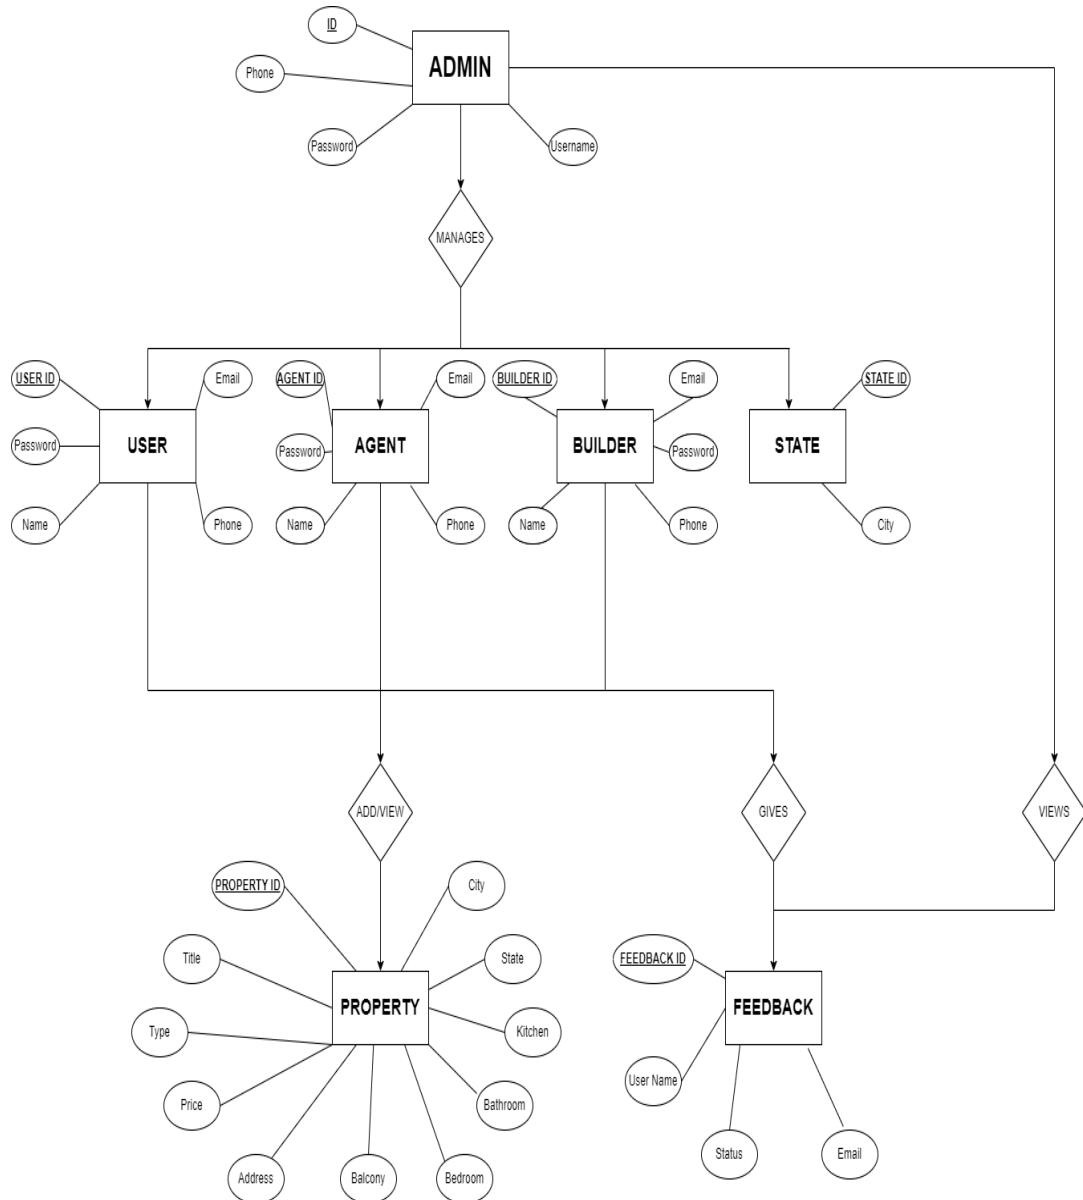 ID
ADMIN
Phone
Password
Username
MANAGES
USER ID
Email
AGENT ID
Email
BUILDER ID
Email
STATE ID
USER
AGENT
BUILDER
STATE
Password
Password
Password
Name
Phone
Name
Phone
Name
Phone
City
ADD/VIEW
GIVES
VIEWS
PROPERTY ID
City
Title
State
FEEDBACK ID
PROPERTY
FEEDBACK
Type
Kitchen
Price
Bathroom
User Name
Address
Balcony
Bedroom
Status
Email